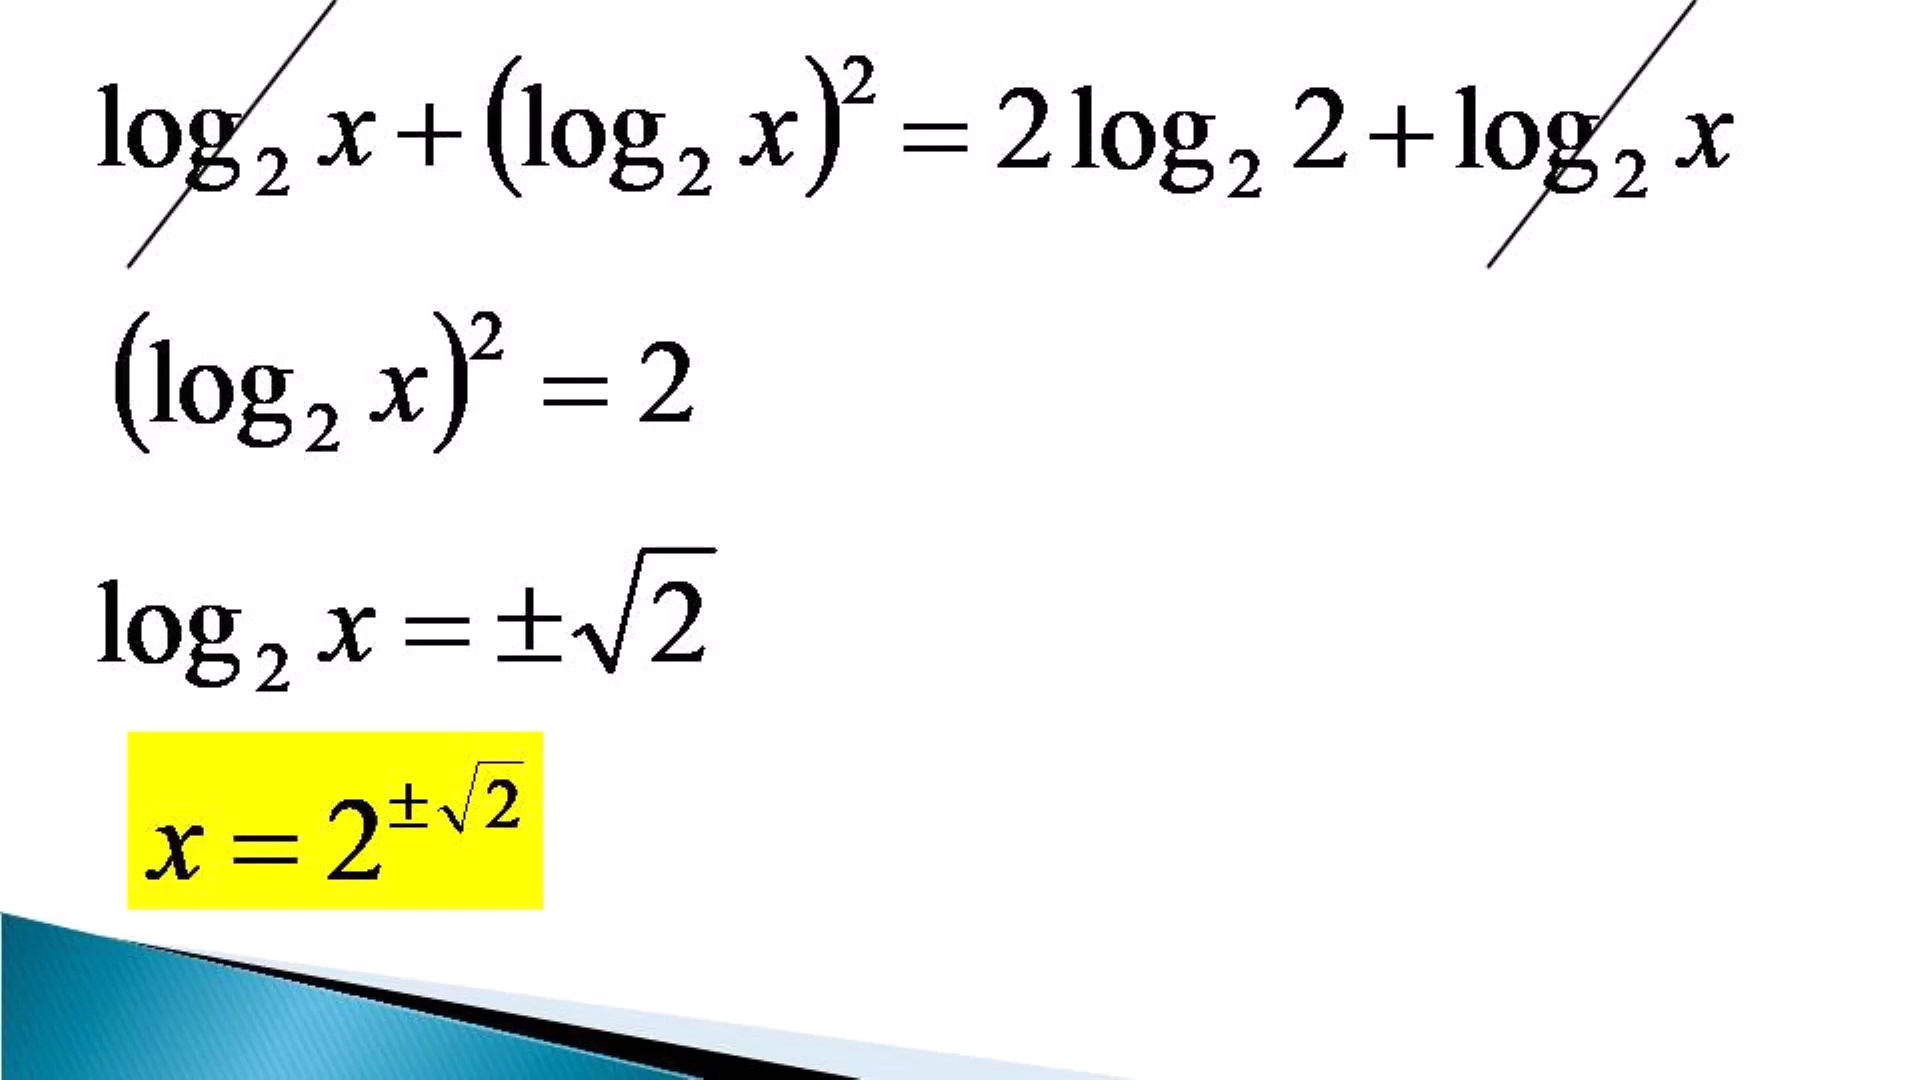 log₂ x + (log₂ x)² = 2 log₂ 2 + log₂ x
(log₂ x)² = 2
log₂ x = ±√2
x = 2^{±√2}